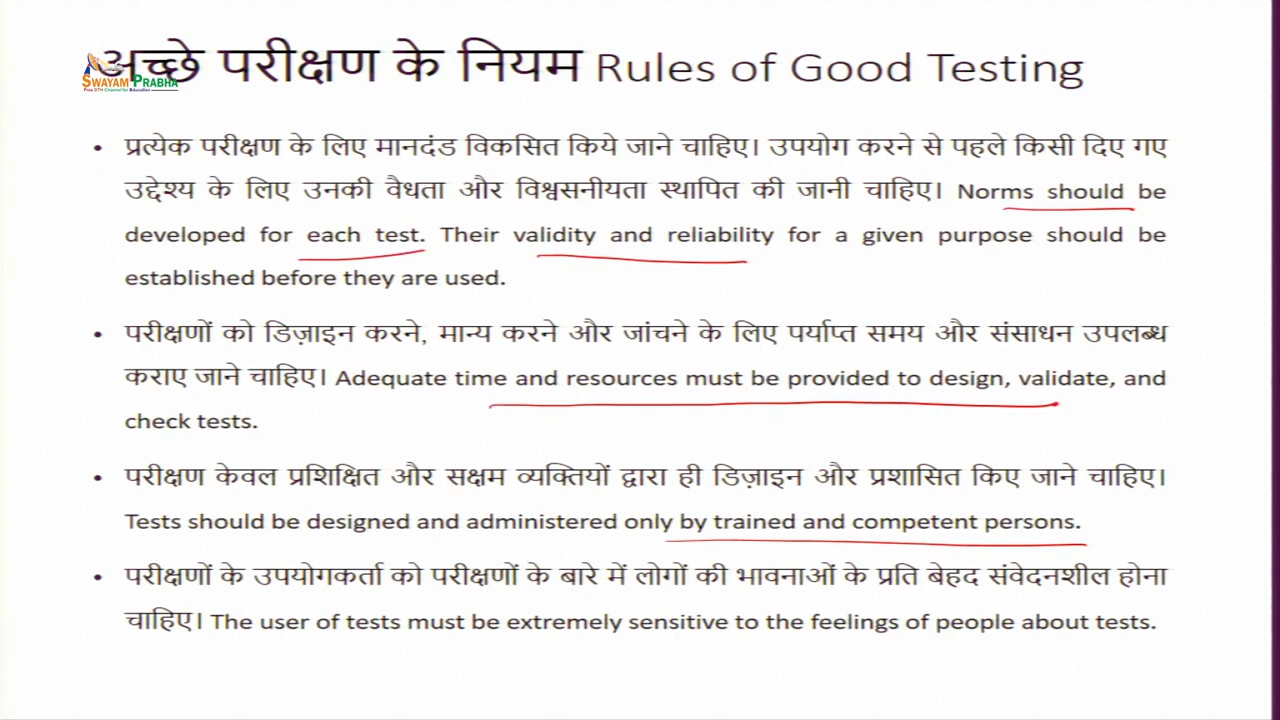 अच्छे परीक्षण के नियम Rules of Good Testing
SWAYAM PRABHA
Free DTH Channel for Education
• प्रत्येक परीक्षण के लिए मानदंड विकसित किये जाने चाहिए। उपयोग करने से पहले किसी दिए गए
उद्देश्य के लिए उनकी वैधता और विश्वसनीयता स्थापित की जानी चाहिए। Norms should be
developed for each test. Their validity and reliability for a given purpose should be
established before they are used.
• परीक्षणों को डिज़ाइन करने, मान्य करने और जांचने के लिए पर्याप्त समय और संसाधन उपलब्ध
कराए जाने चाहिए। Adequate time and resources must be provided to design, validate, and
check tests.
• परीक्षण केवल प्रशिक्षित और सक्षम व्यक्तियों द्वारा ही डिज़ाइन और प्रशासित किए जाने चाहिए।
Tests should be designed and administered only by trained and competent persons.
• परीक्षणों के उपयोगकर्ता को परीक्षणों के बारे में लोगों की भावनाओं के प्रति बेहद संवेदनशील होना
चाहिए। The user of tests must be extremely sensitive to the feelings of people about tests.